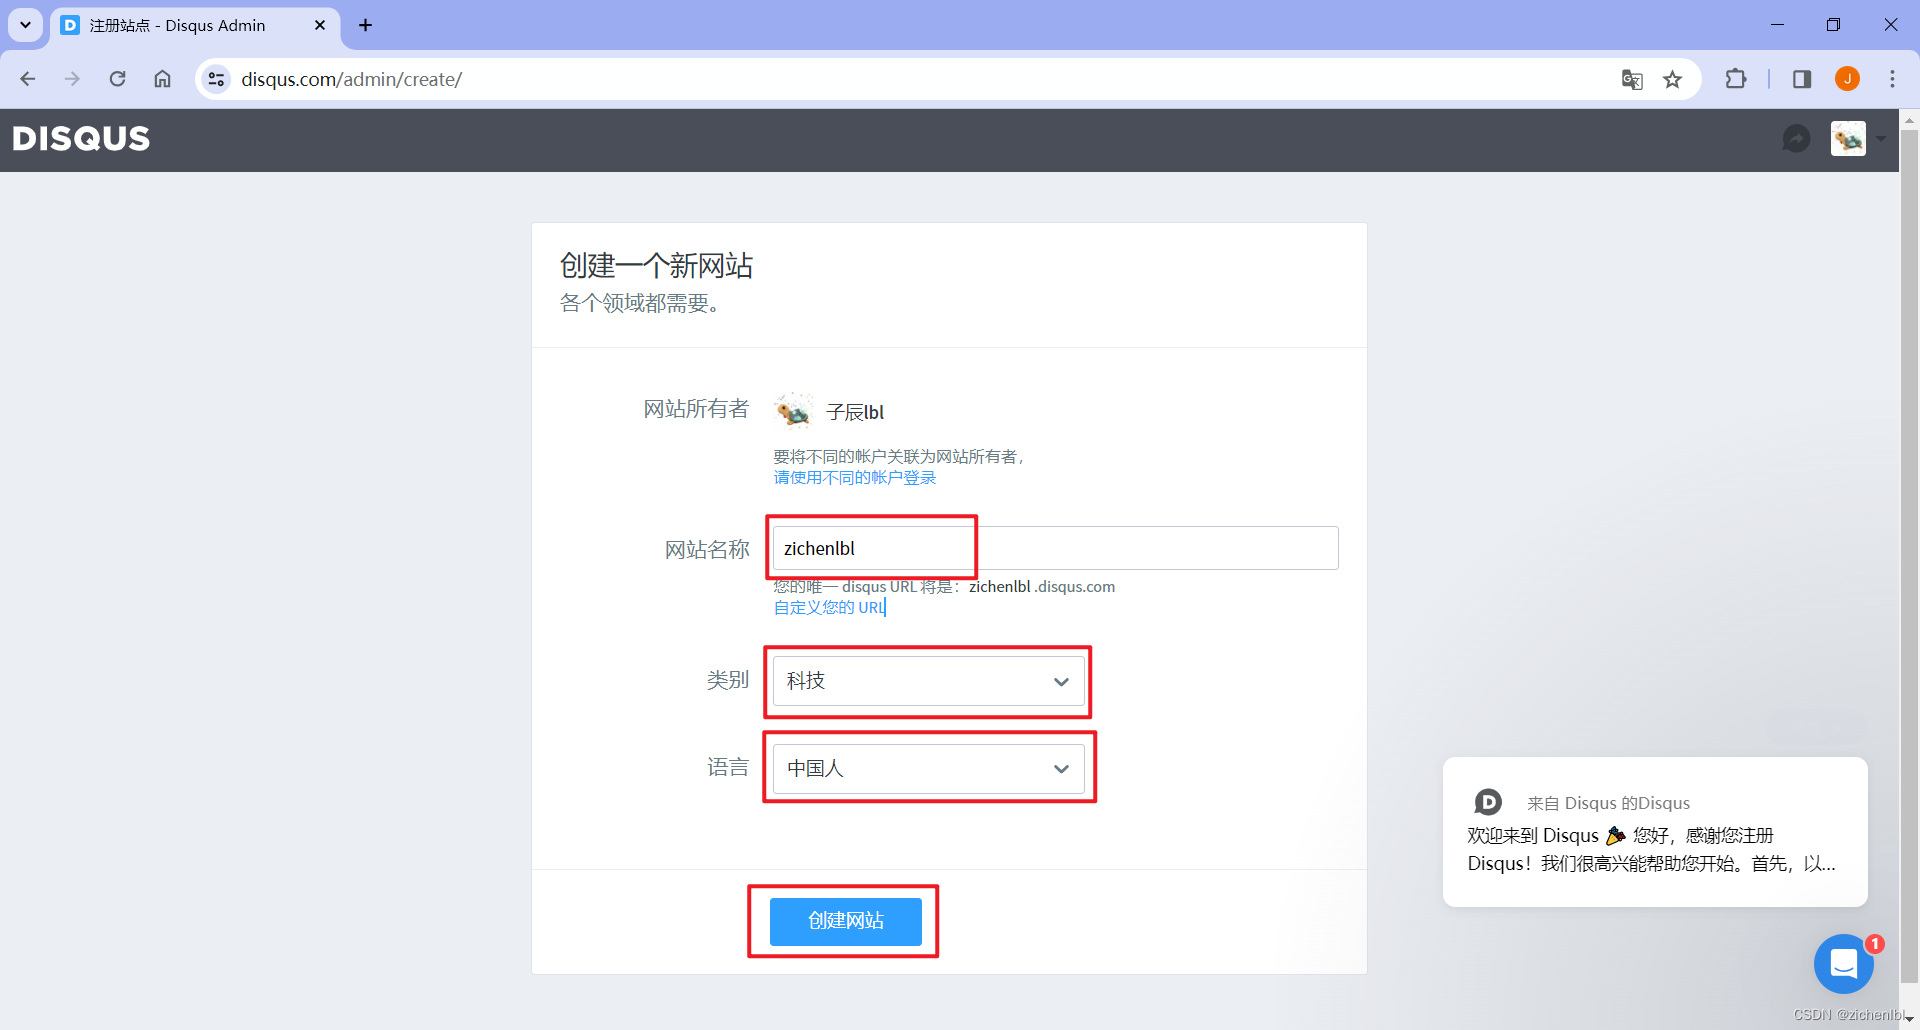 注册站点 - Disqus Admin
disqus.com/admin/create/
J
DISQUS
创建一个新网站
各个领域都需要。
网站所有者
子辰lbl
要将不同的帐户关联为网站所有者，
请使用不同的帐户登录
网站名称
zichenlbl
您的唯一 disqus URL 将是：zichenlbl .disqus.com
自定义您的 URL
类别
科技
语言
中国人
创建网站
来自 Disqus 的Disqus
欢迎来到 Disqus 🎉 您好，感谢您注册
Disqus！我们很高兴能帮助您开始。首先，以...
1
CSDN @zichenlbl